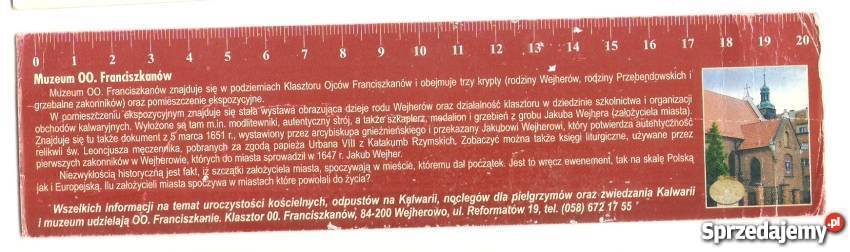 0 1 2 3 4 5 6 7 8 9 10 11 12 13 14 15 16 17 18 19 20
Muzeum OO. Franciszkanów
Muzeum OO. Franciszkanów znajduje się w podziemiach Klasztoru Ojców Franciszkanów i obejmuje trzy krypty (rodziny Wejherów, rodziny Przebendowskich i
grzebalne zakonników) oraz pomieszczenie ekspozycyjne.
W pomieszczeniu ekspozycyjnym znajduje się stała wystawa obrazująca dzieje rodu Wejherów oraz działalność klasztoru w dziedzinie szkolnictwa i organizacji
obchodów kalwaryjnych. Wyłożone są tam m.in. modlitewniki, autentyczny strój, a także szkaplerz, medalion i grzebień z grobu Jakuba Wejhera (założyciela miasta).
Znajduje się tu także dokument z 5 marca 1651 r., wystawiony przez arcybiskupa gnieźnieńskiego i przekazany Jakubowi Wejherowi, który potwierdza autentyczność
relikwii św. Leoncjusza męczennika, pobranych za zgodą papieża Urbana VIII z Katakumb Rzymskich. Zobaczyć można także księgi liturgiczne, używane przez
pierwszych zakonników w Wejherowie, których do miasta sprowadził w 1647 r. Jakub Wejher.
Niezwykłością historyczną jest fakt, iż szczątki założyciela miasta, spoczywają w mieście, któremu dał początek. Jest to wręcz ewenement, tak na skalę Polską
jak i Europejską. Ilu założycieli miasta spoczywa w miastach które powołali do życia?
Wszelkich informacji na temat uroczystości kościelnych, odpustów na Kalwarii, noclegów dla pielgrzymów oraz zwiedzania Kalwarii
i muzeum udzielają OO. Franciszkanie. Klasztor OO. Franciszkanów, 84-200 Wejherowo, ul. Reformatów 19, tel. (058) 672 17 55
Sprzedajemy.pl